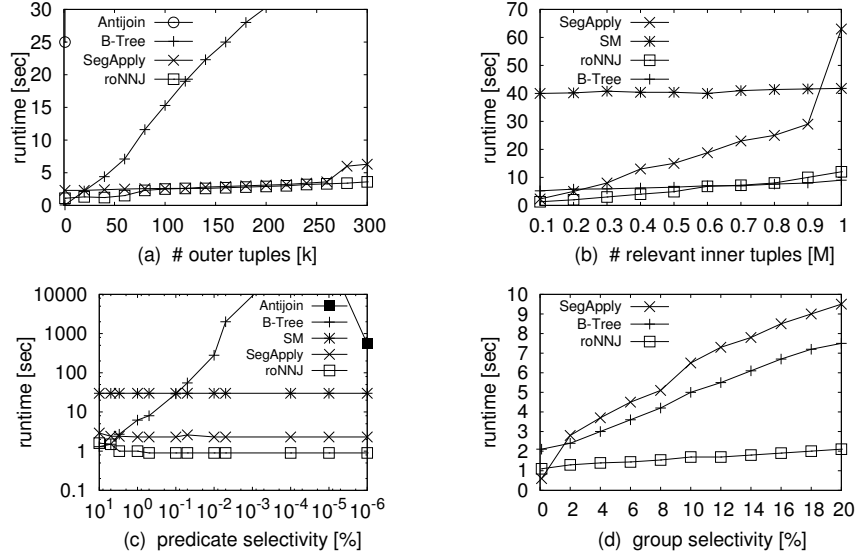 30
25
20
15
10
5
0
runtime [sec]
Antijoin
B-Tree
SegApply
roNNJ
0 50 100 150 200 250 300
(a) # outer tuples [k]
70
60
50
40
30
20
10
0
runtime [sec]
SegApply
SM
roNNJ
B-Tree
0.1 0.2 0.3 0.4 0.5 0.6 0.7 0.8 0.9 1
(b) # relevant inner tuples [M]
10000
1000
100
10
1
0.1
runtime [sec]
Antijoin
B-Tree
SM
SegApply
roNNJ
10^1 10^0 10^-1 10^-2 10^-3 10^-4 10^-5 10^-6
(c) predicate selectivity [%]
10
9
8
7
6
5
4
3
2
1
0
runtime [sec]
SegApply
B-Tree
roNNJ
0 2 4 6 8 10 12 14 16 18 20
(d) group selectivity [%]